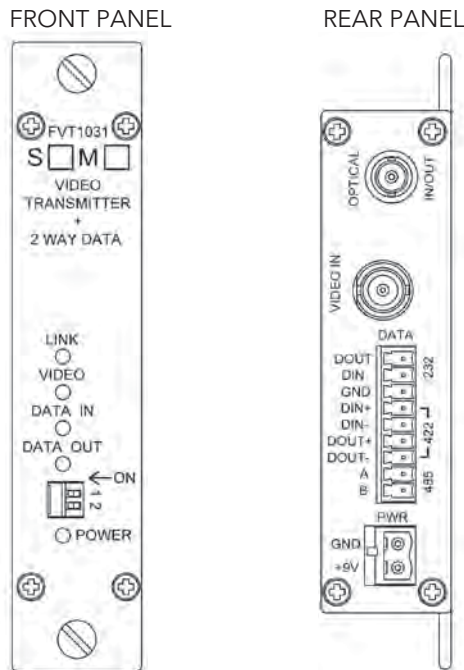 FRONT PANEL
FVT1031
S M
VIDEO
TRANSMITTER
+
2 WAY DATA
LINK
VIDEO
DATA IN
DATA OUT
←ON
1
2
POWER
REAR PANEL
OPTICAL
IN/OUT
VIDEO IN
DATA
DOUT
DIN
GND
232
DIN+
DIN-
DOUT+
DOUT-
422
A
B
485
PWR
GND
+9V